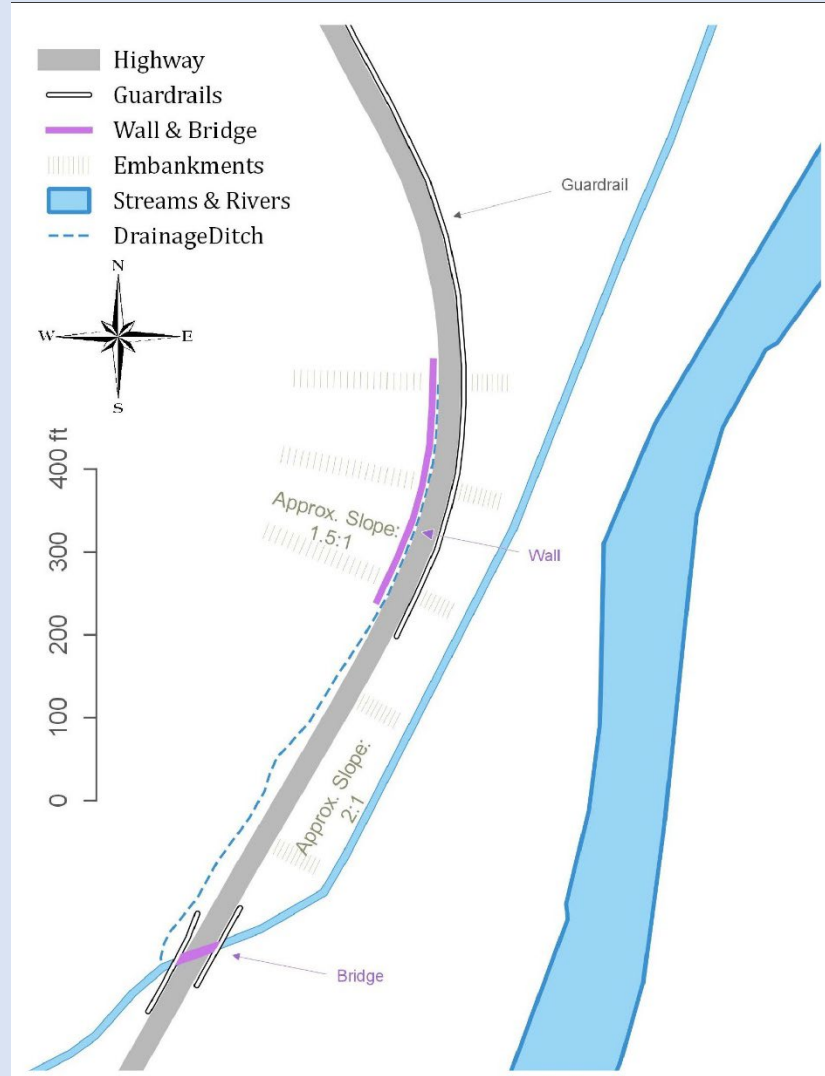 Highway
Guardrails
Wall & Bridge
Embankments
Streams & Rivers
DrainageDitch
N
W
E
S
Guardrail
400 ft
300
200
100
0
Approx. Slope:
1.5:1
Wall
Approx. Slope:
2:1
Bridge